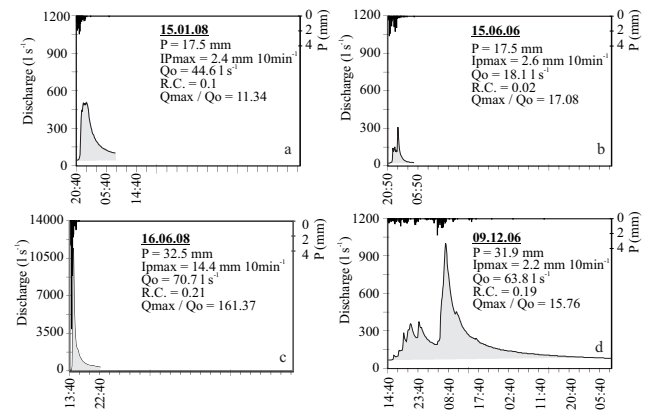 Discharge (l s⁻¹)
1200
900
600
300
0
15.01.08
P = 17.5 mm
IPmax = 2.4 mm 10min⁻¹
Qo = 44.6 l s⁻¹
R.C. = 0.1
Qmax / Qo = 11.34
a
0
2
4
P (mm)
20:40
05:40
14:40
Discharge (l s⁻¹)
1200
900
600
300
0
15.06.06
P = 17.5 mm
Ipmax = 2.6 mm 10min⁻¹
Qo = 18.1 l s⁻¹
R.C. = 0.02
Qmax / Qo = 17.08
b
0
2
4
P (mm)
20:50
05:50
Discharge (l s⁻¹)
14000
10500
7000
3500
0
16.06.08
P = 32.5 mm
Ipmax = 14.4 mm 10min⁻¹
Qo = 70.7 l s⁻¹
R.C. = 0.21
Qmax / Qo = 161.37
c
0
2
4
P (mm)
13:40
22:40
Discharge (l s⁻¹)
1200
900
600
300
0
09.12.06
P = 31.9 mm
Ipmax = 2.2 mm 10min⁻¹
Qo = 63.8 l s⁻¹
R.C. = 0.19
Qmax / Qo = 15.76
d
0
2
4
P (mm)
14:40
23:40
08:40
17:40
02:40
11:40
20:40
05:40